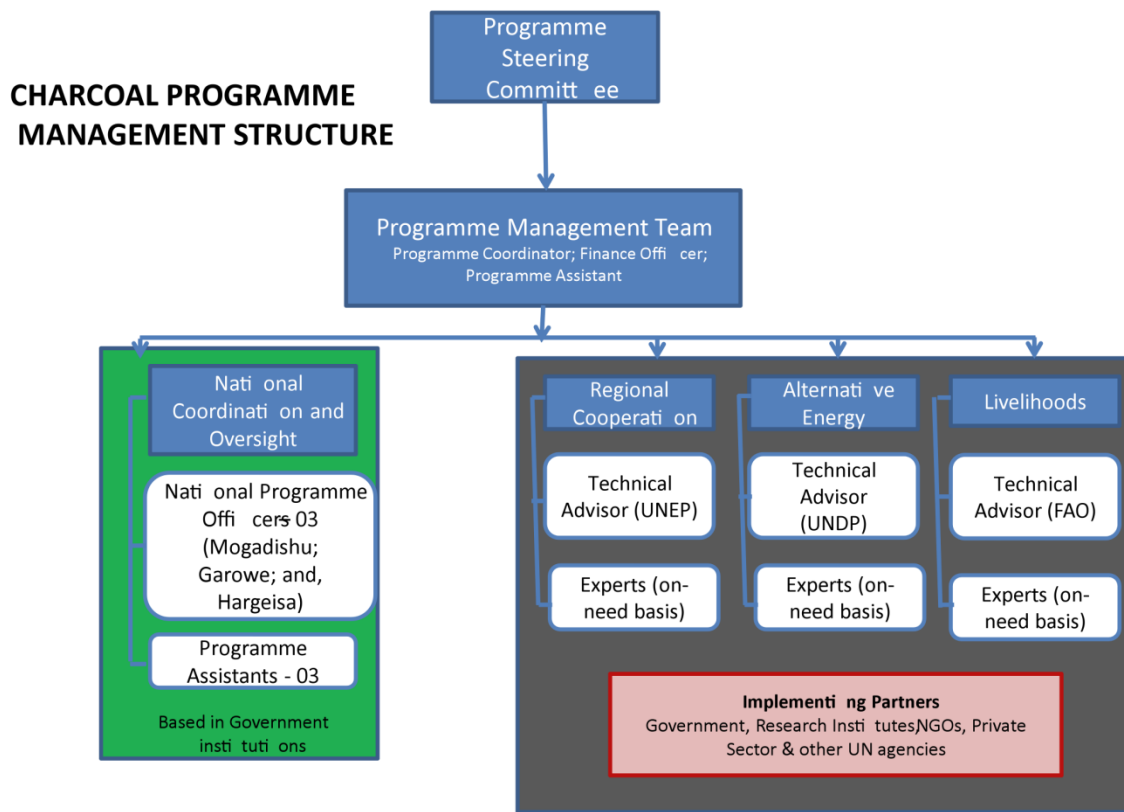 CHARCOAL PROGRAMME
MANAGEMENT STRUCTURE
Programme
Steering
Committ ee
Programme Management Team
Programme Coordinator; Finance Offi cer;
Programme Assistant
Nati onal
Coordinati on and
Oversight
Nati onal Programme
Offi cers- 03
(Mogadishu;
Garowe; and,
Hargeisa)
Programme
Assistants - 03
Based in Government
insti tuti ons
Regional
Cooperati on
Technical
Advisor (UNEP)
Experts (on-
need basis)
Alternati ve
Energy
Technical
Advisor
(UNDP)
Experts (on-
need basis)
Livelihoods
Technical
Advisor (FAO)
Experts (on-
need basis)
Implementi ng Partners
Government, Research Insti tutes,NGOs, Private
Sector & other UN agencies